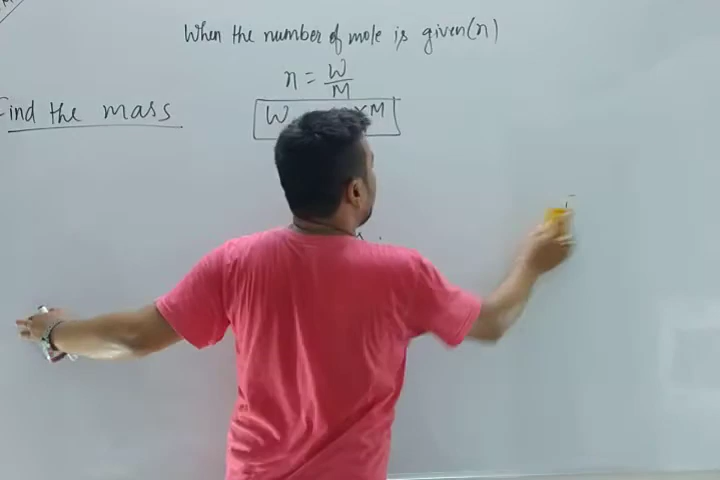 When the number of mole is given(n)
n = W/M
Find the mass
W × M